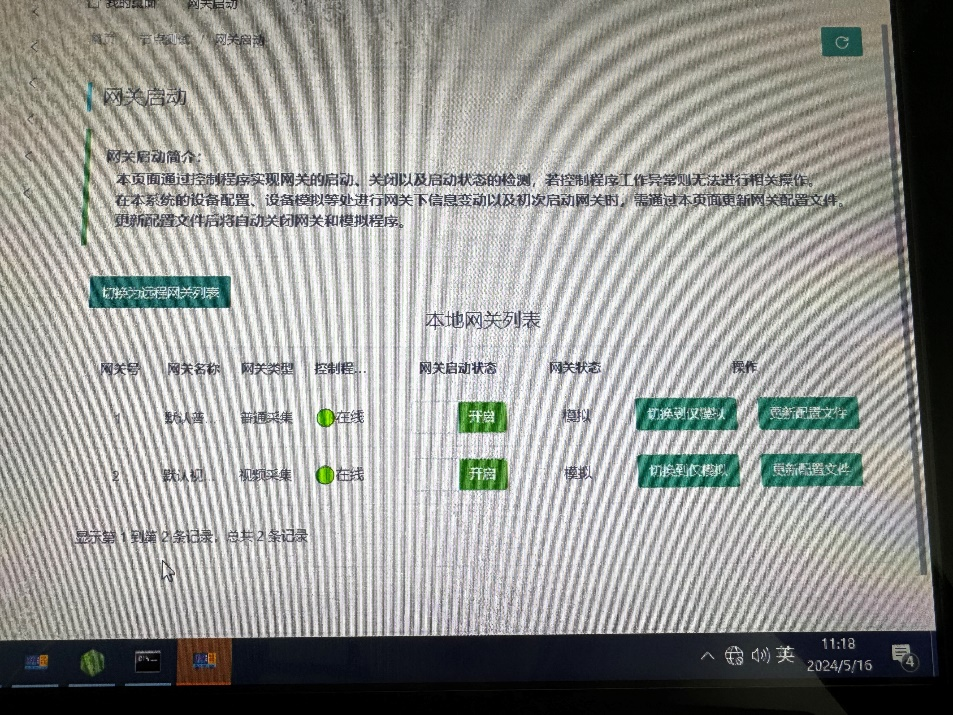 我的桌面 网关启动
首页 / 节点测试 / 网关启动
网关启动
网关启动简介:
本页面通过控制程序实现网关的启动、关闭以及启动状态的检测,若控制程序工作异常则无法进行相关操作。
在本系统的设备配置、设备模拟等处进行网关下信息变动以及初次启动网关时,需通过本页面更新网关配置文件。
更新配置文件后将自动关闭网关和模拟程序。
切换为远程网关列表
本地网关列表
网关号 网关名称 网关类型 控制程... 网关启动状态 网关状态 操作
1 默认普... 普通采集 在线 开启 模拟 切换到仅模拟 更新配置文件
2 默认视... 视频采集 在线 开启 模拟 切换到仅模拟 更新配置文件
显示第 1 到第 2 条记录,总共 2 条记录
英 11:18
2024/5/16 4